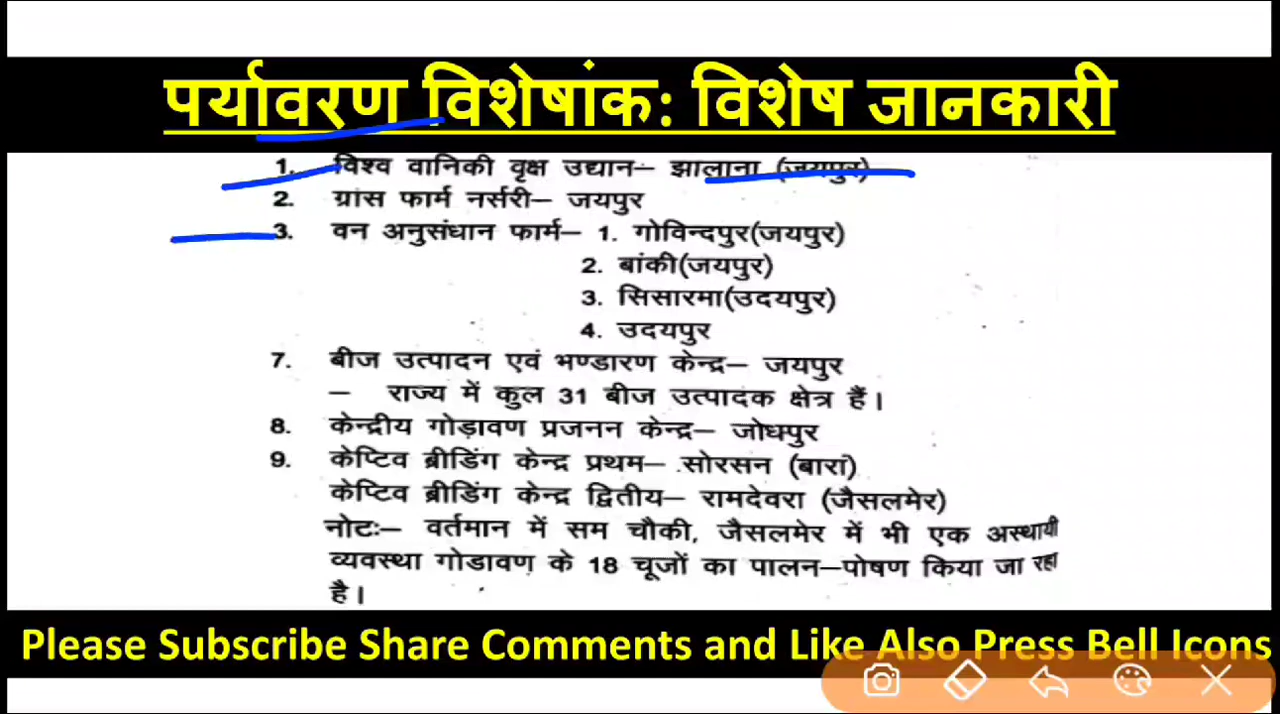 पर्यावरण विशेषांक: विशेष जानकारी
1. विश्व वानिकी वृक्ष उद्यान– झालाना (जयपुर)
2. ग्रांस फार्म नर्सरी– जयपुर
3. वन अनुसंधान फार्म– 1. गोविन्दपुर(जयपुर)
2. बांकी(जयपुर)
3. सिसारमा(उदयपुर)
4. उदयपुर
7. बीज उत्पादन एवं भण्डारण केन्द्र– जयपुर
– राज्य में कुल 31 बीज उत्पादक क्षेत्र हैं।
8. केन्द्रीय गोड़ावण प्रजनन केन्द्र– जोधपुर
9. केप्टिव ब्रीडिंग केन्द्र प्रथम– सोरसन (बारां)
केप्टिव ब्रीडिंग केन्द्र द्वितीय– रामदेवरा (जैसलमेर)
नोटः– वर्तमान में सम चौकी, जैसलमेर में भी एक अस्थायी
व्यवस्था गोडावण के 18 चूजों का पालन–पोषण किया जा रहा
है।
Please Subscribe Share Comments and Like Also Press Bell Icons